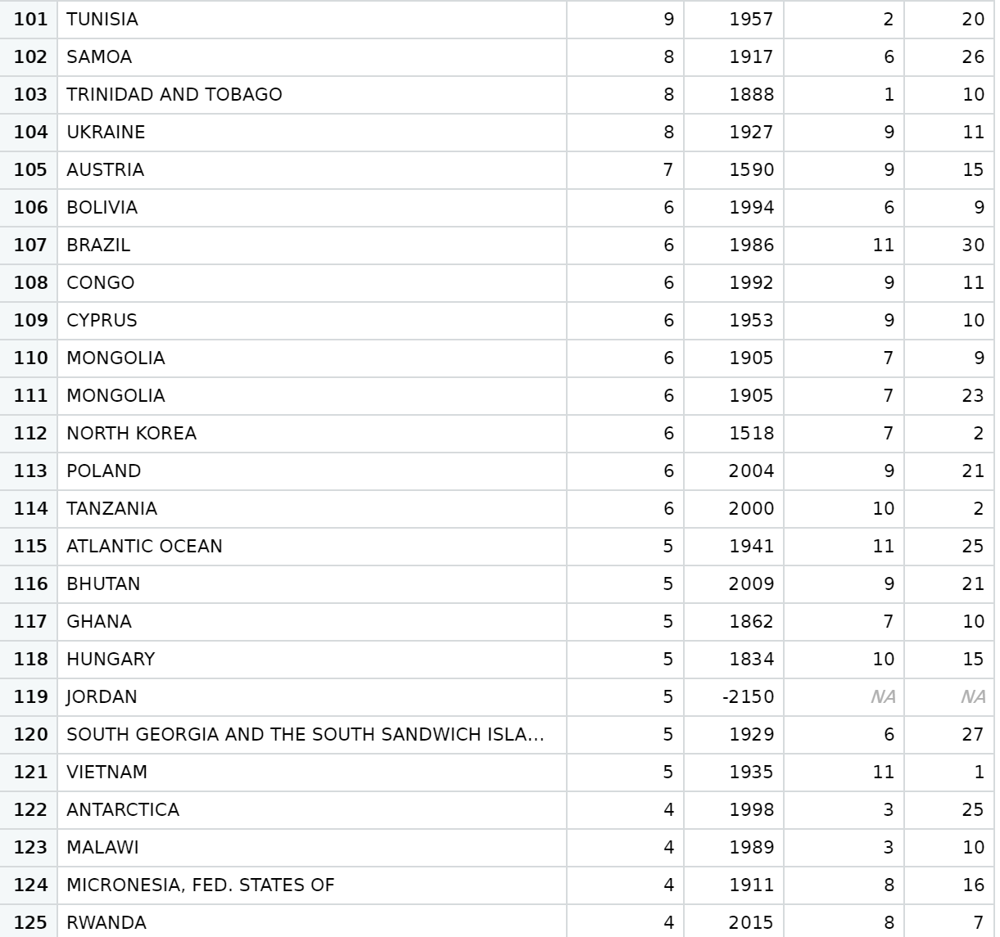 101 TUNISIA 9 1957 2 20
102 SAMOA 8 1917 6 26
103 TRINIDAD AND TOBAGO 8 1888 1 10
104 UKRAINE 8 1927 9 11
105 AUSTRIA 7 1590 9 15
106 BOLIVIA 6 1994 6 9
107 BRAZIL 6 1986 11 30
108 CONGO 6 1992 9 11
109 CYPRUS 6 1953 9 10
110 MONGOLIA 6 1905 7 9
111 MONGOLIA 6 1905 7 23
112 NORTH KOREA 6 1518 7 2
113 POLAND 6 2004 9 21
114 TANZANIA 6 2000 10 2
115 ATLANTIC OCEAN 5 1941 11 25
116 BHUTAN 5 2009 9 21
117 GHANA 5 1862 7 10
118 HUNGARY 5 1834 10 15
119 JORDAN 5 -2150 NA NA
120 SOUTH GEORGIA AND THE SOUTH SANDWICH ISLA… 5 1929 6 27
121 VIETNAM 5 1935 11 1
122 ANTARCTICA 4 1998 3 25
123 MALAWI 4 1989 3 10
124 MICRONESIA, FED. STATES OF 4 1911 8 16
125 RWANDA 4 2015 8 7